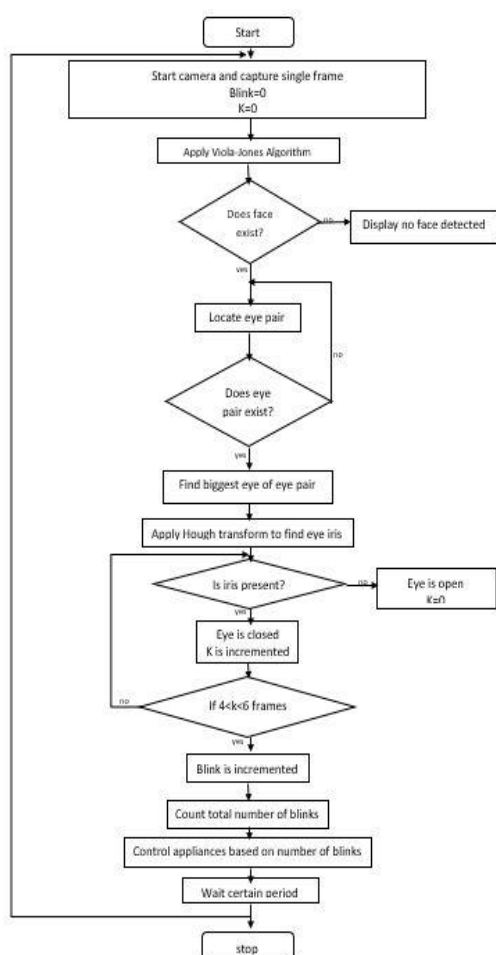 Start
Start camera and capture single frame
Blink=0
K=0
Apply Viola-Jones Algorithm
Does face
exist?
no
Display no face detected
yes
Locate eye pair
no
Does eye
pair exist?
yes
Find biggest eye of eye pair
Apply Hough transform to find eye iris
Is iris present?
no
Eye is open
K=0
yes
Eye is closed
K is incremented
no
If 4<k<6 frames
yes
Blink is incremented
Count total number of blinks
Control appliances based on number of blinks
Wait certain period
stop